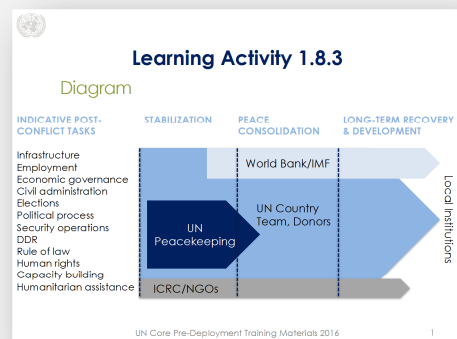 Learning Activity 1.8.3
Diagram
INDICATIVE POST-
CONFLICT TASKS
STABILIZATION
PEACE
CONSOLIDATION
LONG-TERM RECOVERY
& DEVELOPMENT
Infrastructure
Employment
Economic governance
Civil administration
Elections
Political process
Security operations
DDR
Rule of law
Human rights
Capacity building
Humanitarian assistance
World Bank/IMF
UN Country
Team, Donors
UN
Peacekeeping
ICRC/NGOs
Local Institutions
UN Core Pre-Deployment Training Materials 2016
1